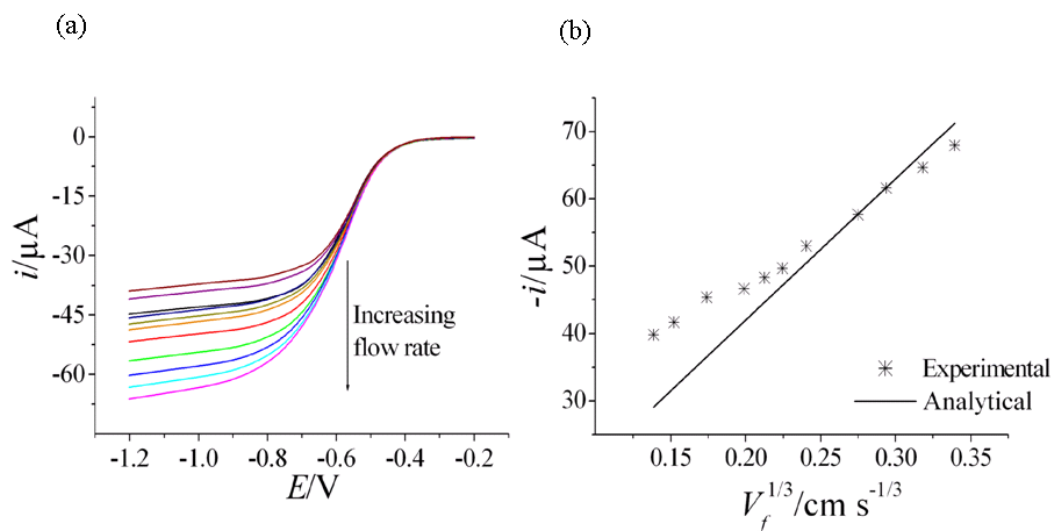 (a)
(b)
0
-15
-30
-45
-60
i/μA
-1.2 -1.0 -0.8 -0.6 -0.4 -0.2
E/V
Increasing
flow rate
70
60
50
40
30
-i/μA
0.15 0.20 0.25 0.30 0.35
V_f^{1/3}/cm s^{-1/3}
Experimental
Analytical